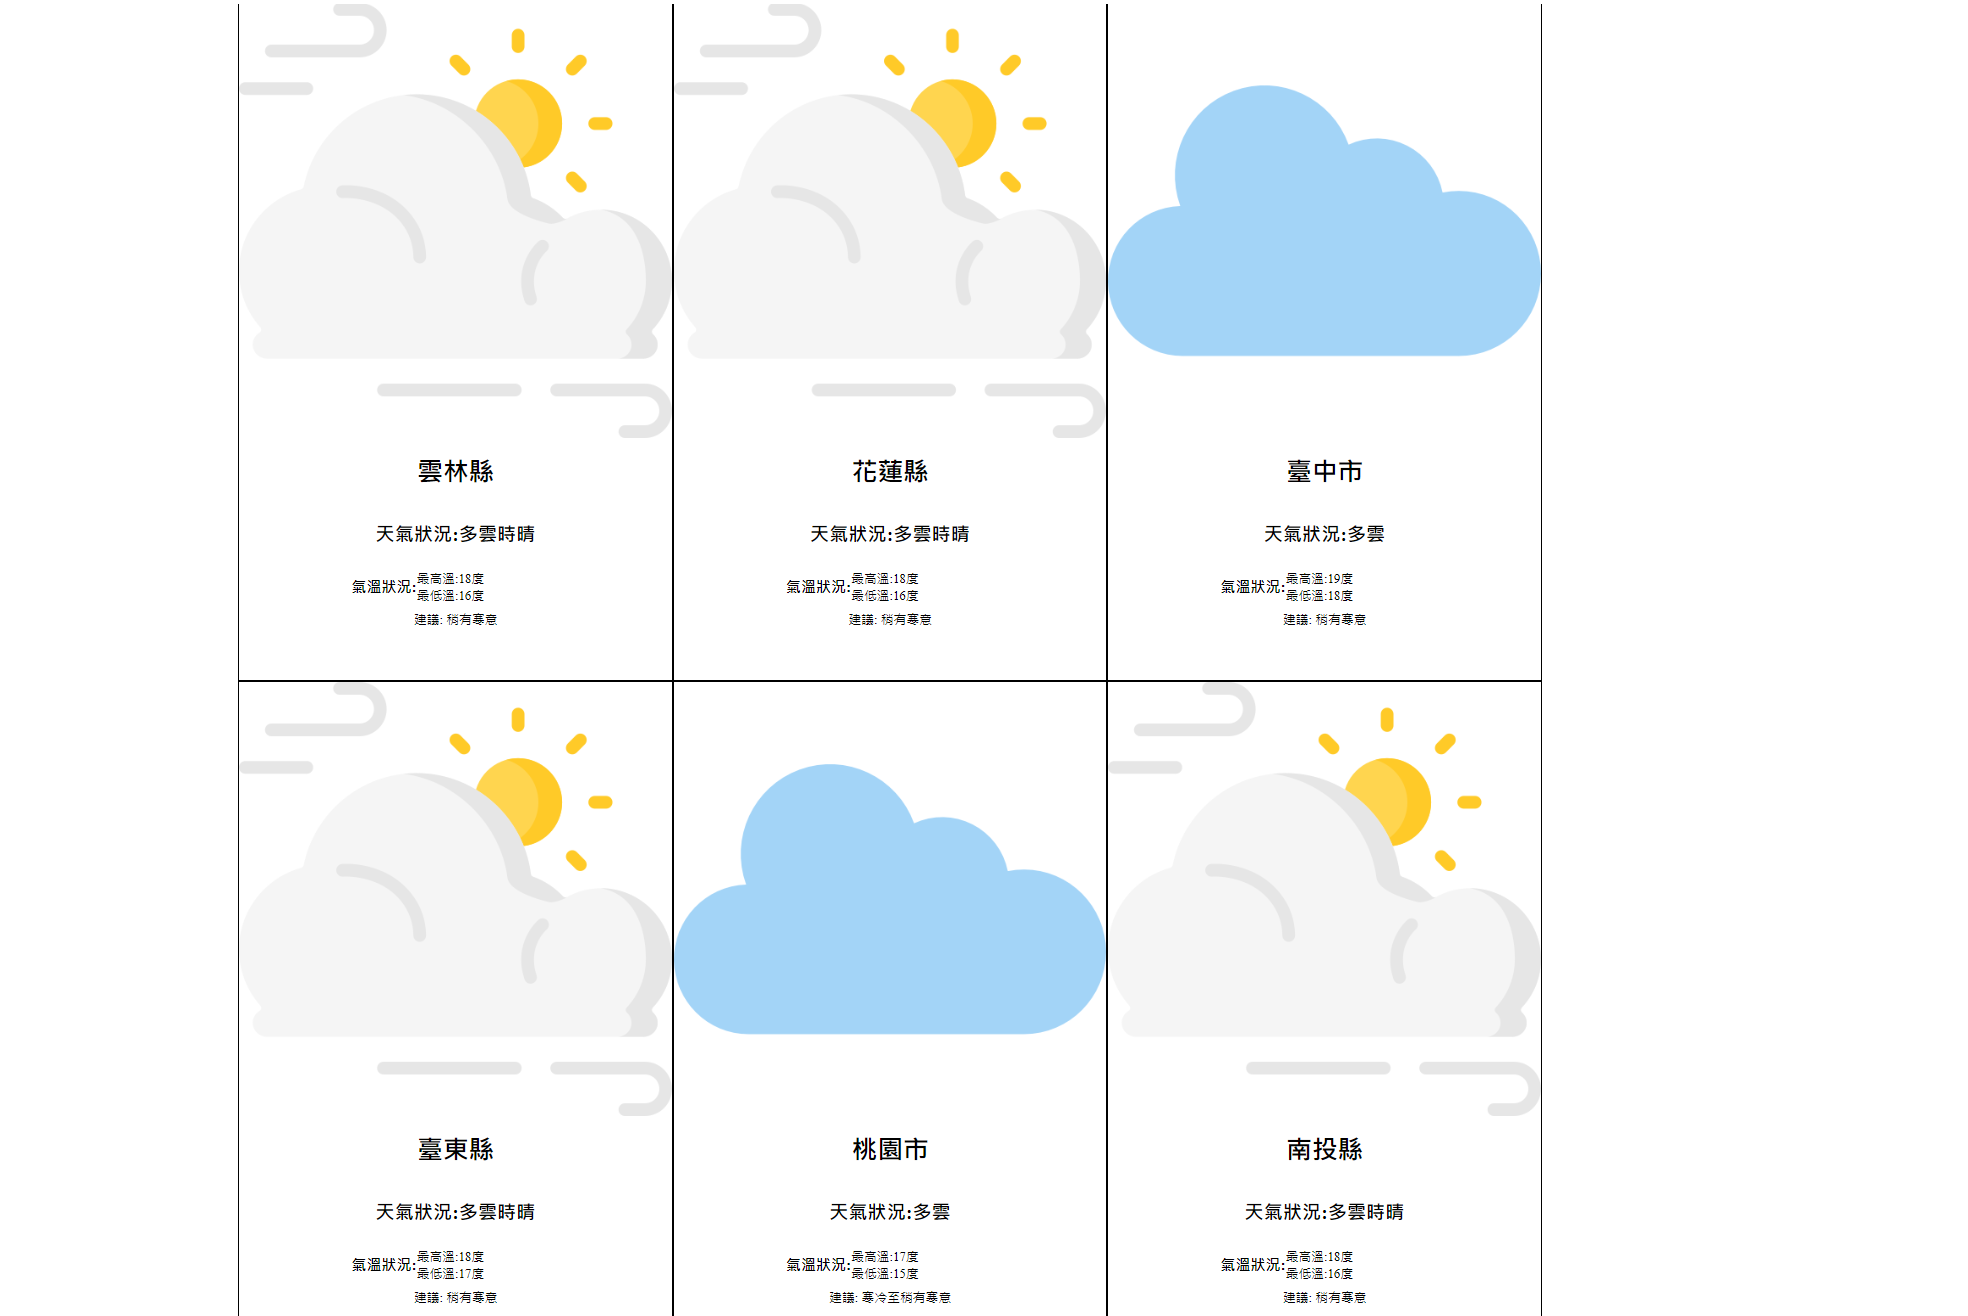 雲林縣
天氣狀況:多雲時晴
氣溫狀況:最高溫:18度
最低溫:16度
建議: 稍有寒意
花蓮縣
天氣狀況:多雲時晴
氣溫狀況:最高溫:18度
最低溫:16度
建議: 稍有寒意
臺中市
天氣狀況:多雲
氣溫狀況:最高溫:19度
最低溫:18度
建議: 稍有寒意
臺東縣
天氣狀況:多雲時晴
氣溫狀況:最高溫:18度
最低溫:17度
建議: 稍有寒意
桃園市
天氣狀況:多雲
氣溫狀況:最高溫:17度
最低溫:15度
建議: 寒冷至稍有寒意
南投縣
天氣狀況:多雲時晴
氣溫狀況:最高溫:18度
最低溫:16度
建議: 稍有寒意